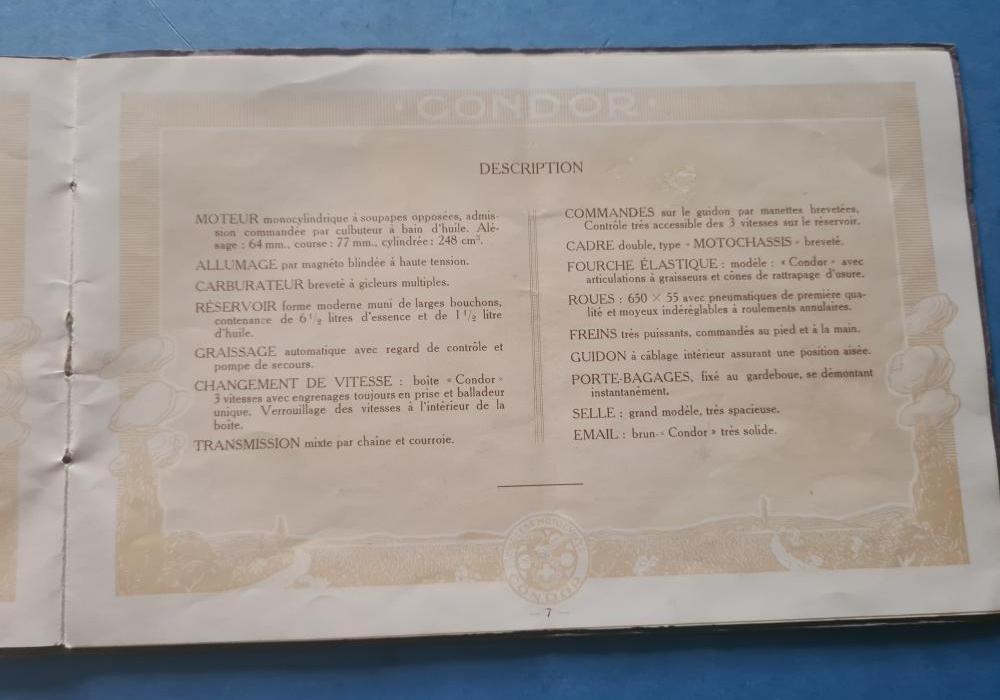 · CONDOR ·
DESCRIPTION
MOTEUR monocylindrique à soupapes opposées, admis-
sion commandée par culbuteur à bain d'huile. Alé-
sage : 64 mm., course : 77 mm., cylindrée : 248 cm³.
ALLUMAGE par magnéto blindée à haute tension.
CARBURATEUR breveté à gicleurs multiples.
RÉSERVOIR forme moderne muni de larges bouchons,
contenance de 6 1/2 litres d'essence et de 1 1/2 litre
d'huile.
GRAISSAGE automatique avec regard de contrôle et
pompe de secours.
CHANGEMENT DE VITESSE : boîte « Condor »
3 vitesses avec engrenages toujours en prise et balladeur
unique. Verrouillage des vitesses à l'intérieur de la
boîte.
TRANSMISSION mixte par chaîne et courroie.
COMMANDES sur le guidon par manettes brevetées.
Contrôle très accessible des 3 vitesses sur le réservoir.
CADRE double, type « MOTOCHASSIS » breveté.
FOURCHE ÉLASTIQUE : modèle : « Condor » avec
articulations à graisseurs et cônes de rattrapage d'usure.
ROUES : 650 × 55 avec pneumatiques de première qua-
lité et moyeux indéréglables à roulements annulaires.
FREINS très puissants, commandés au pied et à la main.
GUIDON à câblage intérieur assurant une position aisée.
PORTE-BAGAGES, fixé au gardeboue, se démontant
instantanément.
SELLE : grand modèle, très spacieuse.
EMAIL : brun « Condor » très solide.
CONDOR
— 7 —